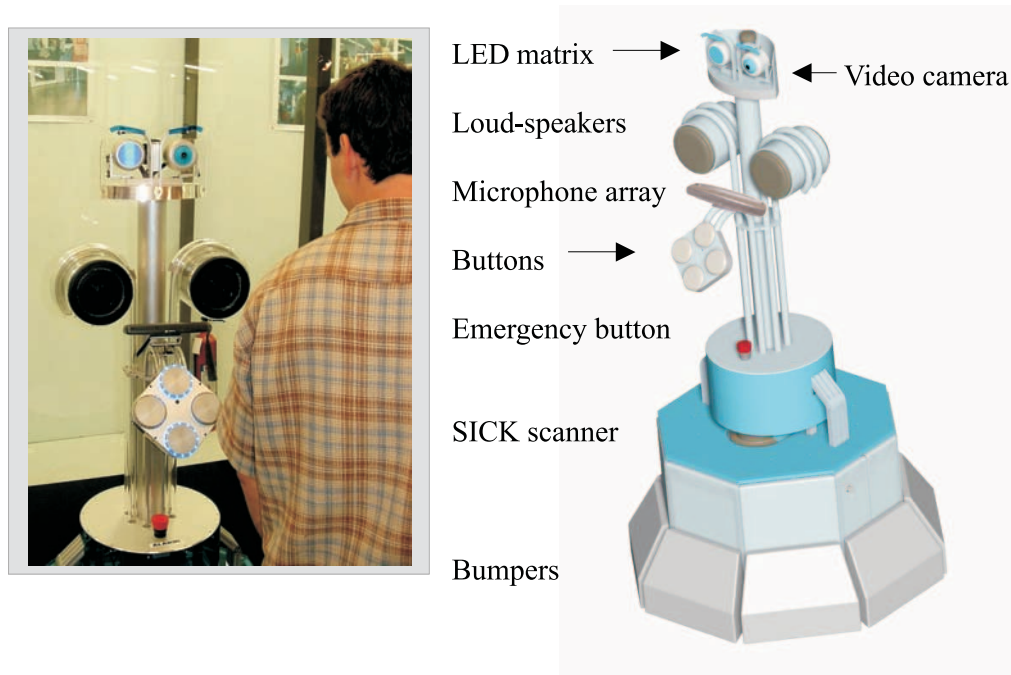 LED matrix
Video camera
Loud-speakers
Microphone array
Buttons
Emergency button
SICK scanner
Bumpers